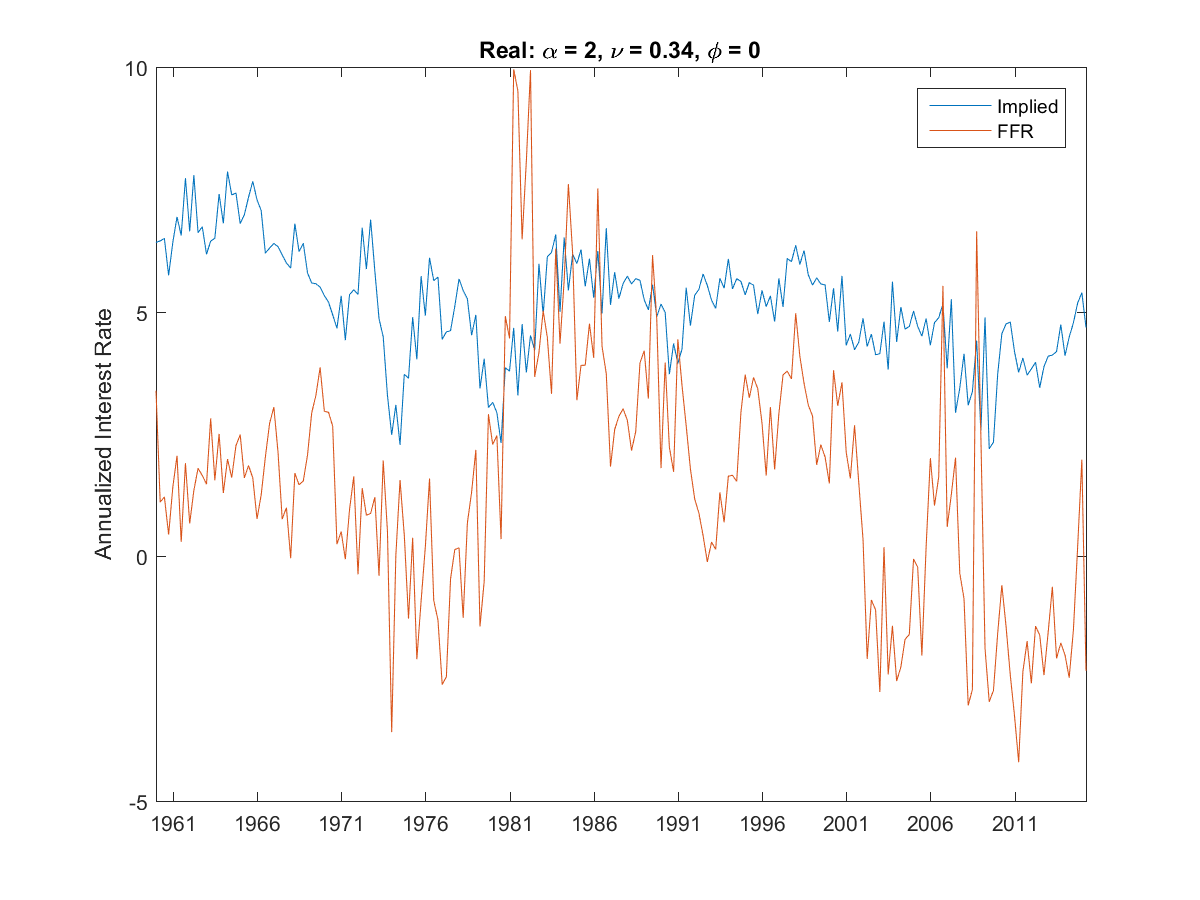 Real: α = 2, ν = 0.34, ϕ = 0
Implied
FFR
Annualized Interest Rate
10
5
0
-5
1961 1966 1971 1976 1981 1986 1991 1996 2001 2006 2011